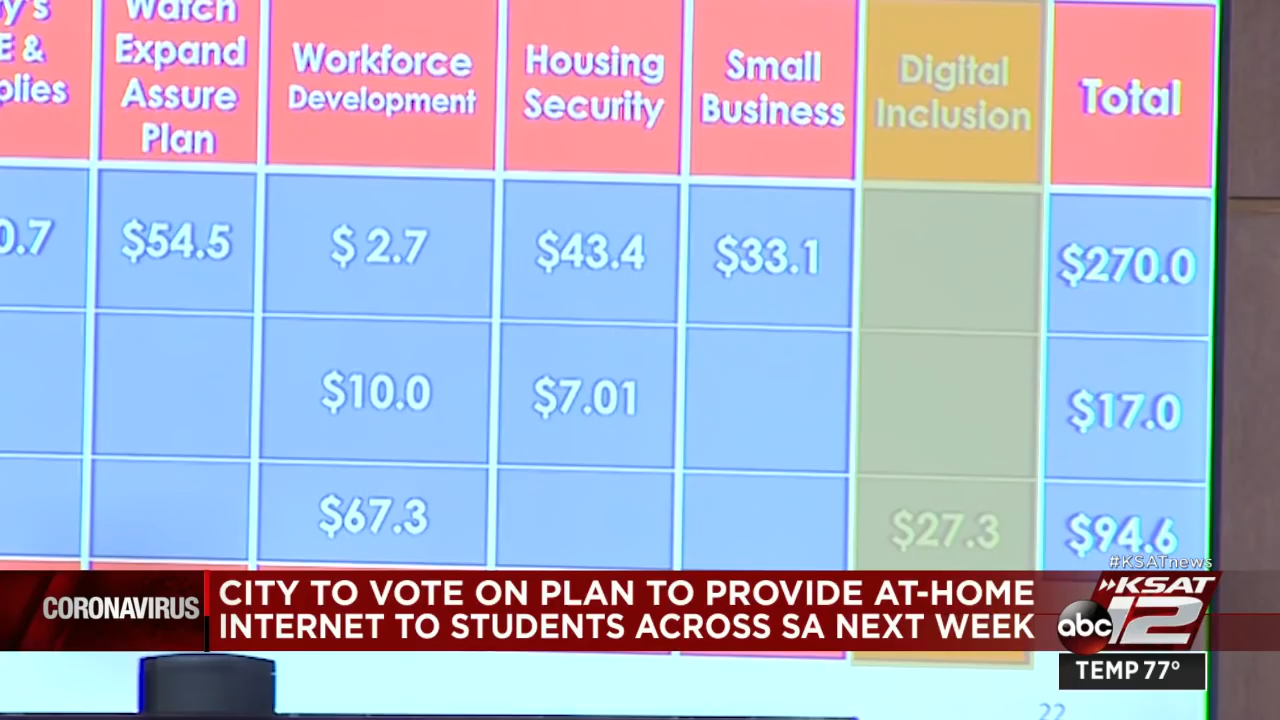 Watch
Expand
Assure
Plan
Workforce
Development
Housing
Security
Small
Business
Digital
Inclusion
Total
$54.5
$ 2.7
$43.4
$33.1
$270.0
$10.0
$7.01
$17.0
$67.3
$27.3
$94.6
#KSATnews
CORONAVIRUS
CITY TO VOTE ON PLAN TO PROVIDE AT-HOME
INTERNET TO STUDENTS ACROSS SA NEXT WEEK
KSAT
abc 12
TEMP 77°
22